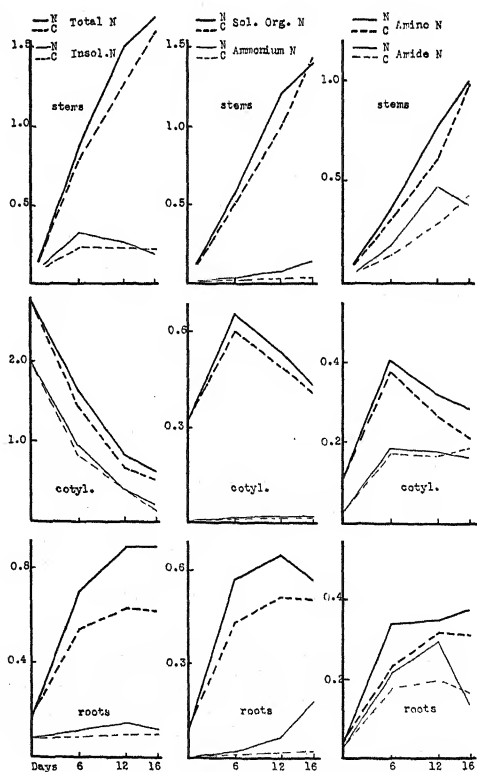 N Total N
C
N Insol.N
C
N Sol. Org. N
C
N Ammonium N
C
N Amino N
C
N Amide N
C
1.5
1.0
0.5
stems
1.5
1.0
0.5
stems
1.0
0.5
stems
2.0
1.0
cotyl.
0.6
0.3
cotyl.
0.4
0.2
cotyl.
0.8
0.4
roots
0.6
0.3
roots
0.4
0.2
roots
Days 6 12 16
6 12 16
6 12 16